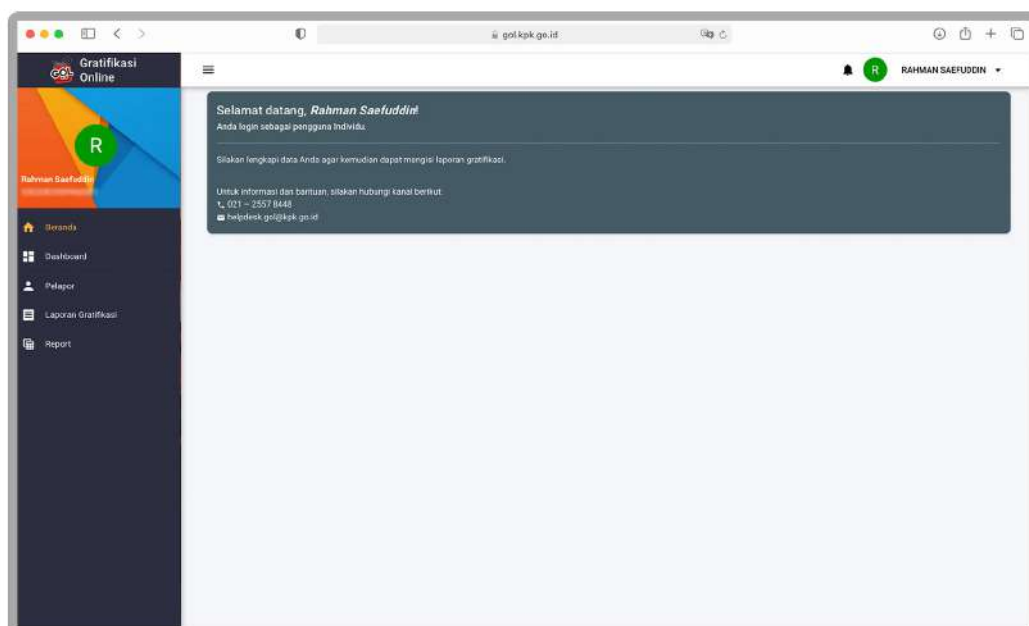 gol.kpk.go.id
Gratifikasi
Online
GOL
R
RAHMAN SAEFUDDIN
R
Rahman Saefuddin
Beranda
Dashboard
Pelapor
Laporan Gratifikasi
Report
Selamat datang, Rahman Saefuddin!
Anda login sebagai pengguna Individu.
Silakan lengkapi data Anda agar kemudian dapat mengisi laporan gratifikasi.
Untuk informasi dan bantuan, silakan hubungi kanal berikut:
021 – 2557 8448
helpdesk.gol@kpk.go.id